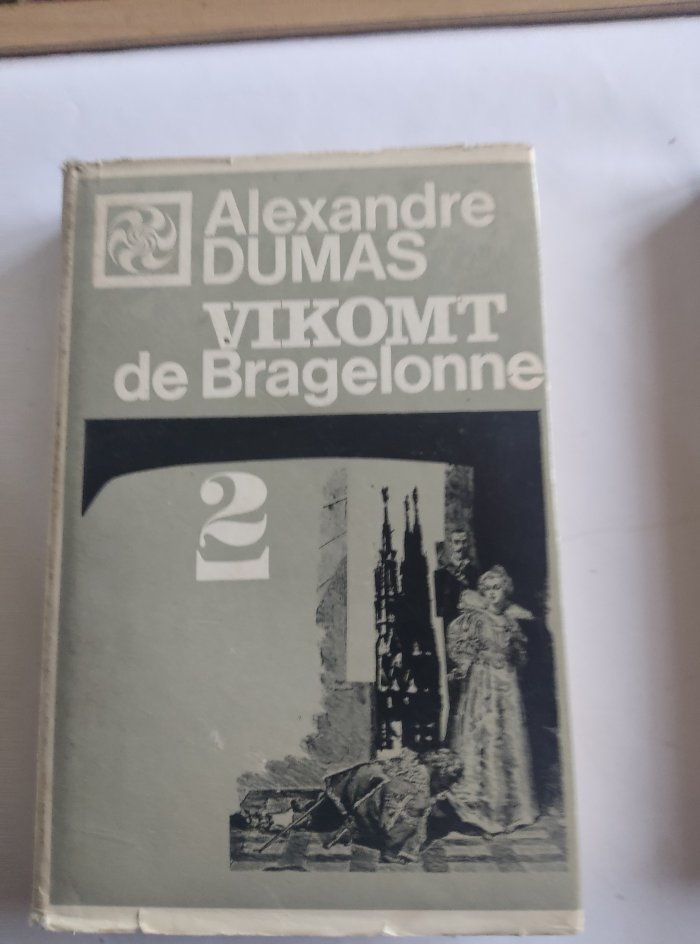 Alexandre
DUMAS
VIKOMT
de Bragelonne
2